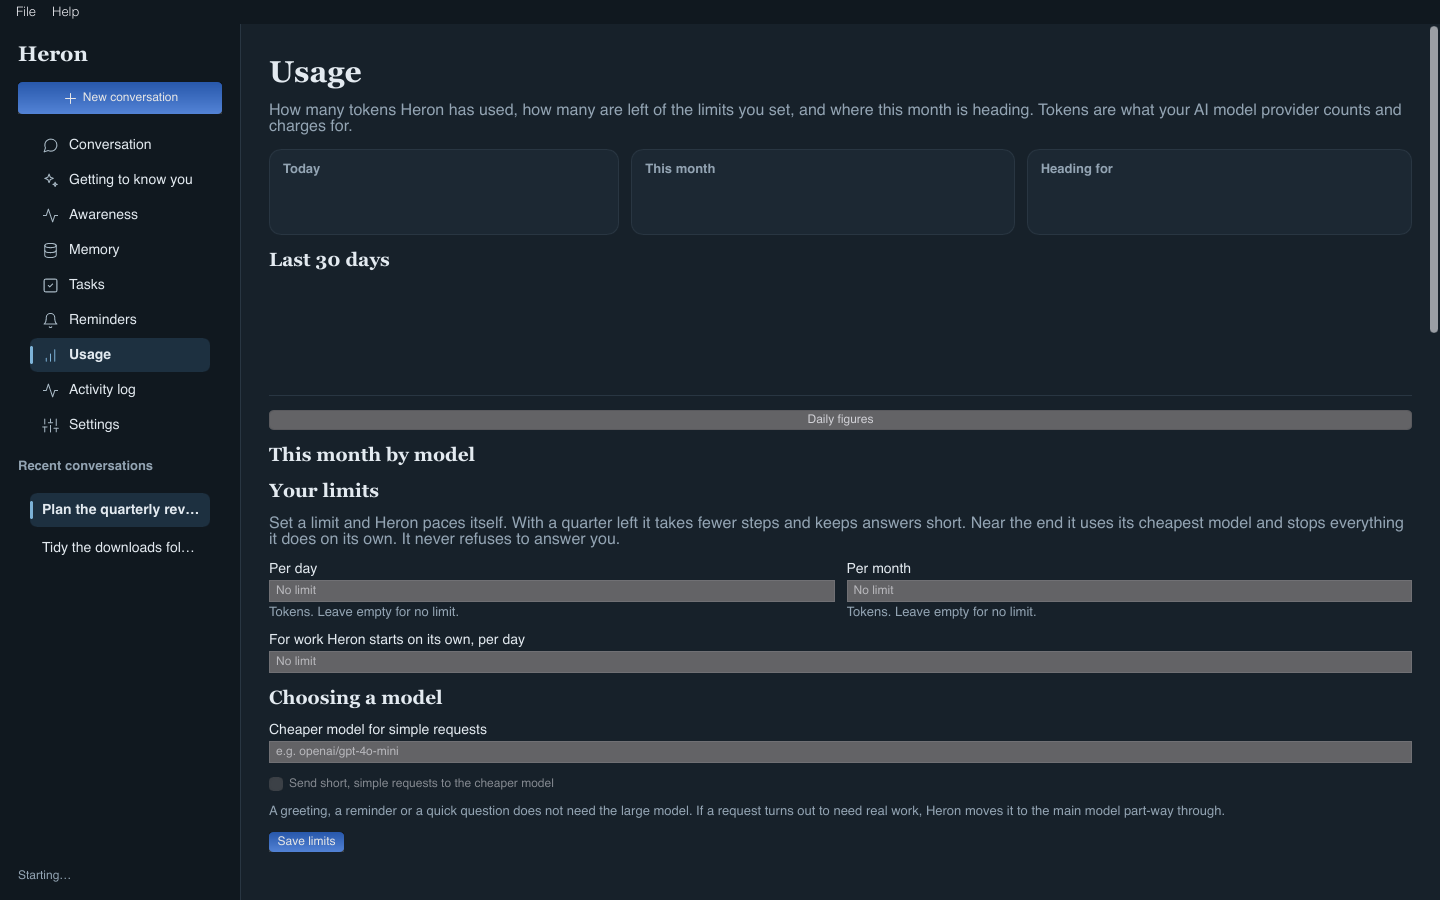 File Help
Heron
New conversation
Conversation
Getting to know you
Awareness
Memory
Tasks
Reminders
Usage
Activity log
Settings
Recent conversations
Plan the quarterly rev…
Tidy the downloads fol…
Starting…
Usage
How many tokens Heron has used, how many are left of the limits you set, and where this month is heading. Tokens are what your AI model provider counts and
charges for.
Today
This month
Heading for
Last 30 days
Daily figures
This month by model
Your limits
Set a limit and Heron paces itself. With a quarter left it takes fewer steps and keeps answers short. Near the end it uses its cheapest model and stops everything
it does on its own. It never refuses to answer you.
Per day
No limit
Tokens. Leave empty for no limit.
Per month
No limit
Tokens. Leave empty for no limit.
For work Heron starts on its own, per day
No limit
Choosing a model
Cheaper model for simple requests
e.g. openai/gpt-4o-mini
Send short, simple requests to the cheaper model
A greeting, a reminder or a quick question does not need the large model. If a request turns out to need real work, Heron moves it to the main model part-way through.
Save limits